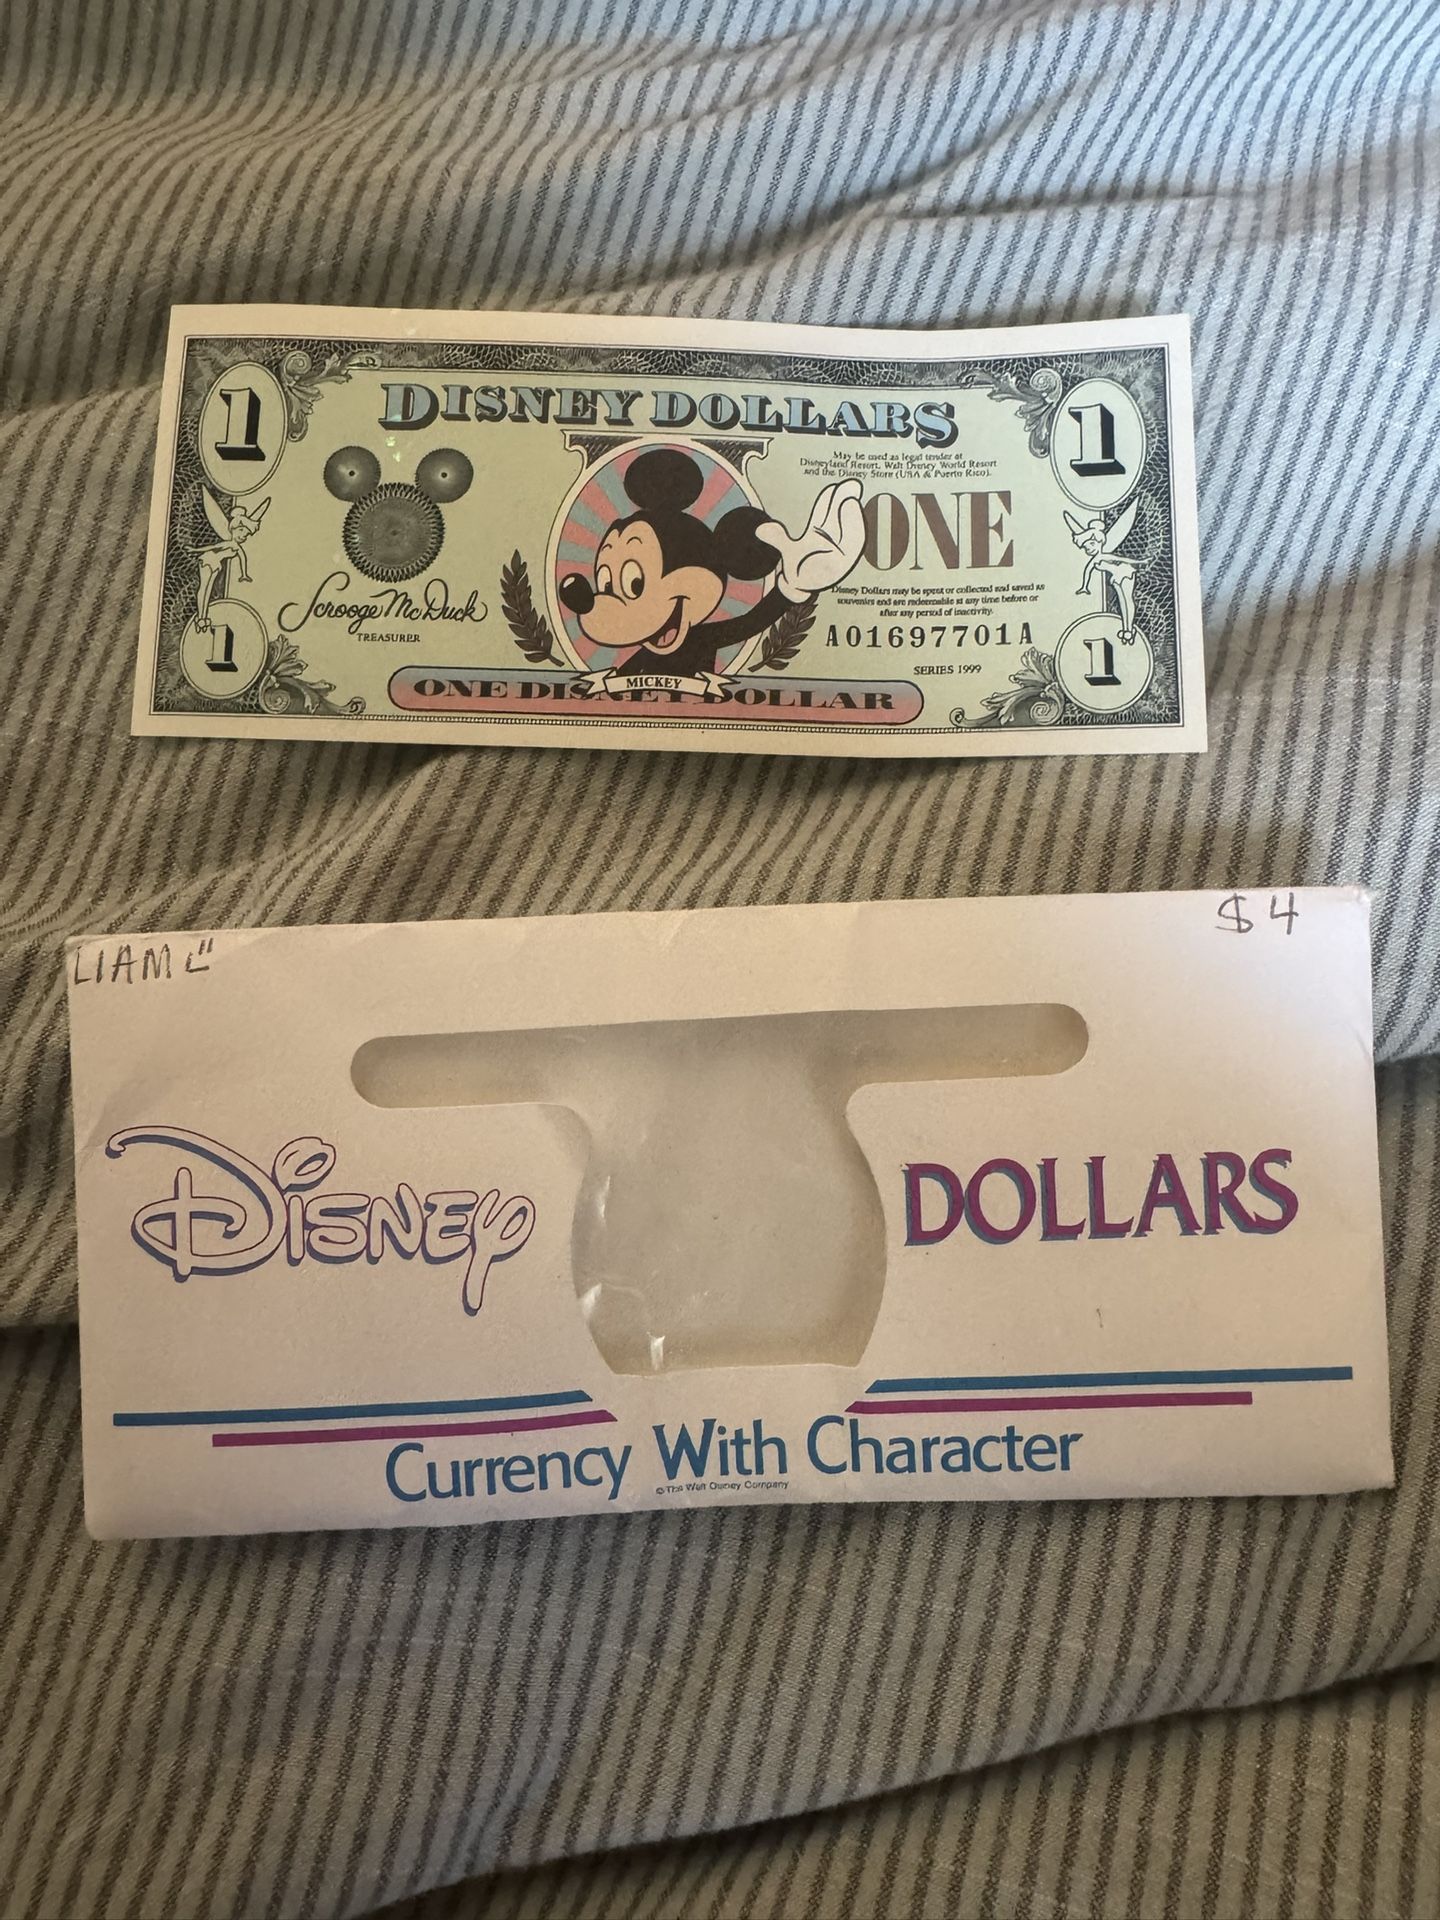 1
DISNEY DOLLARS
1
May be used as legal tender at
Disneyland Resort, Walt Disney World Resort
and the Disney Store (USA & Puerto Rico).
ONE
Scrooge McDuck
TREASURER
Disney Dollars may be spent or collected and saved as
souvenirs and are redeemable at any time before or
after any period of inactivity.
A01697701A
SERIES 1999
1
MICKEY
1
ONE DISNEY DOLLAR
LIAM
$4
DISNEY
DOLLARS
Currency With Character
© The Walt Disney Company